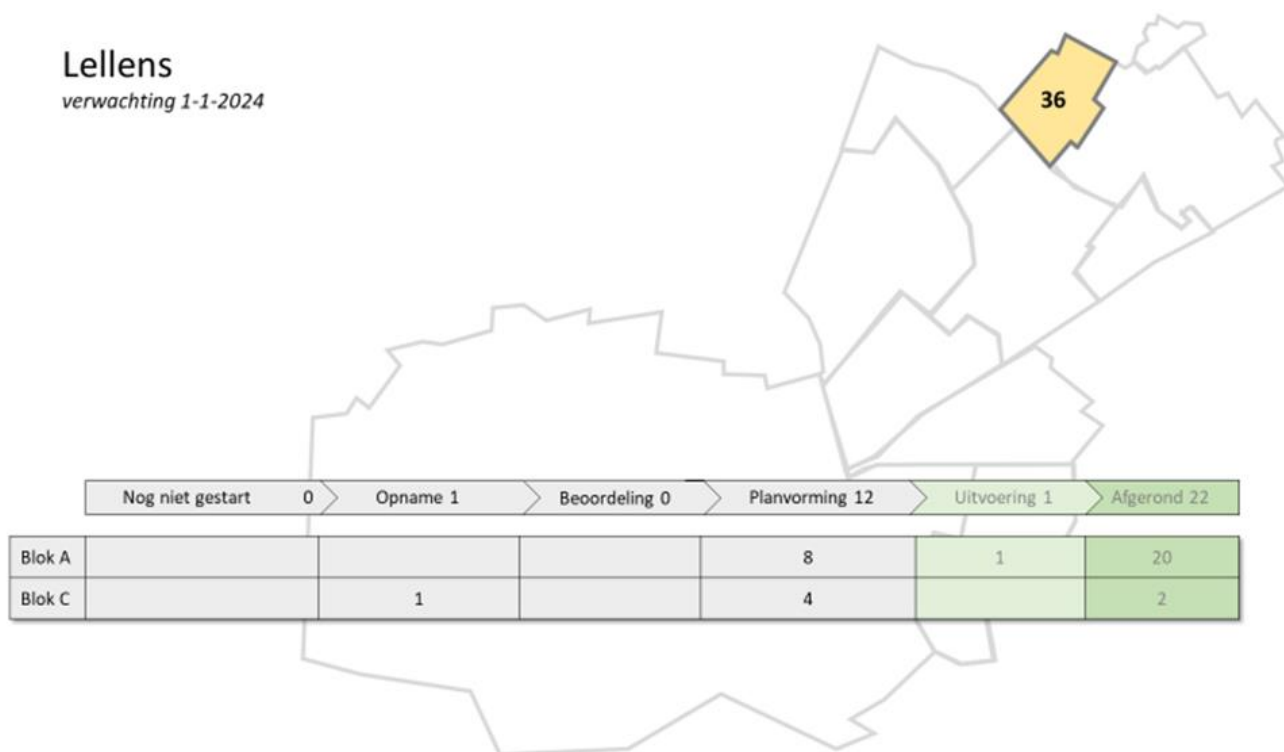 Lellens
verwachting 1-1-2024
36
Nog niet gestart 0 Opname 1 Beoordeling 0 Planvorming 12 Uitvoering 1 Afgerond 22
Blok A 8 1 20
Blok C 1 4 2